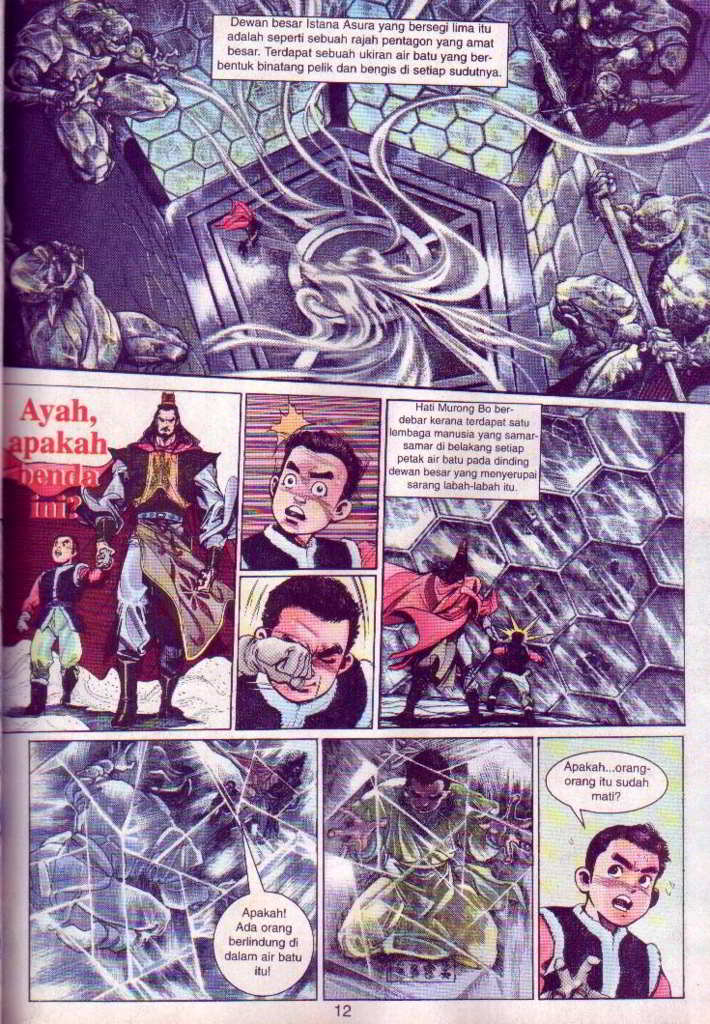 Dewan besar Istana Asura yang bersegi lima itu
adalah seperti sebuah rajah pentagon yang amat
besar. Terdapat sebuah ukiran air batu yang ber-
bentuk binatang pelik dan bengis di setiap sudutnya.
Ayah,
apakah
benda
ini?
Hati Murong Bo ber-
debar kerana terdapat satu
lembaga manusia yang samar-
samar di belakang setiap
petak air batu pada dinding
dewan besar yang menyerupai
sarang labah-labah itu.
Apakah!
Ada orang
berlindung di
dalam air batu
itu!
Apakah...orang-
orang itu sudah
mati?
12